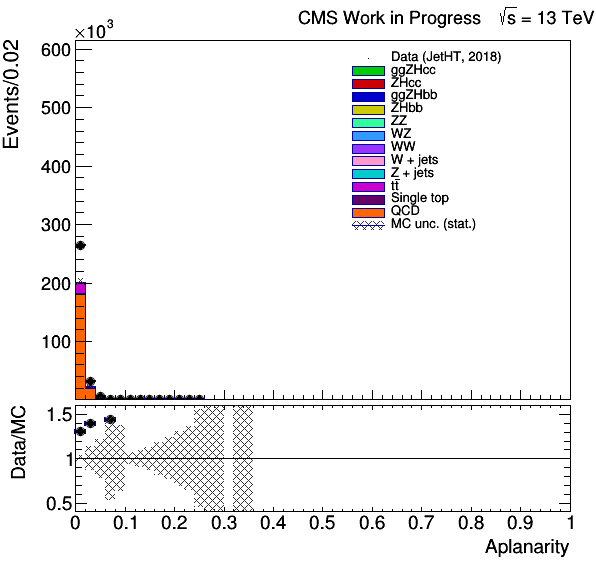 CMS Work in Progress √s = 13 TeV
×10³
Events/0.02
600
500
400
300
200
100
Data (JetHT, 2018)
ggZHcc
ZHcc
ggZHbb
ZHbb
ZZ
WZ
WW
W + jets
Z + jets
tt̄
Single top
QCD
MC unc. (stat.)
Data/MC
1.5
1
0.5
0 0.1 0.2 0.3 0.4 0.5 0.6 0.7 0.8 0.9 1
Aplanarity